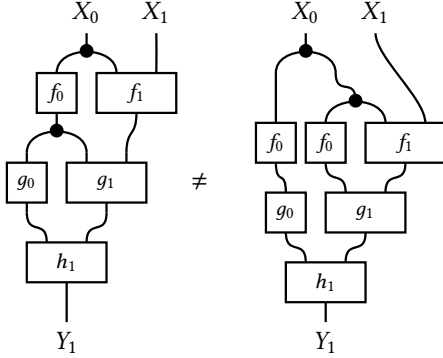 X₀ X₁ X₀ X₁
f₀ f₁
f₀ f₀ f₁
g₀ g₁ ≠ g₀ g₁
h₁ h₁
Y₁ Y₁